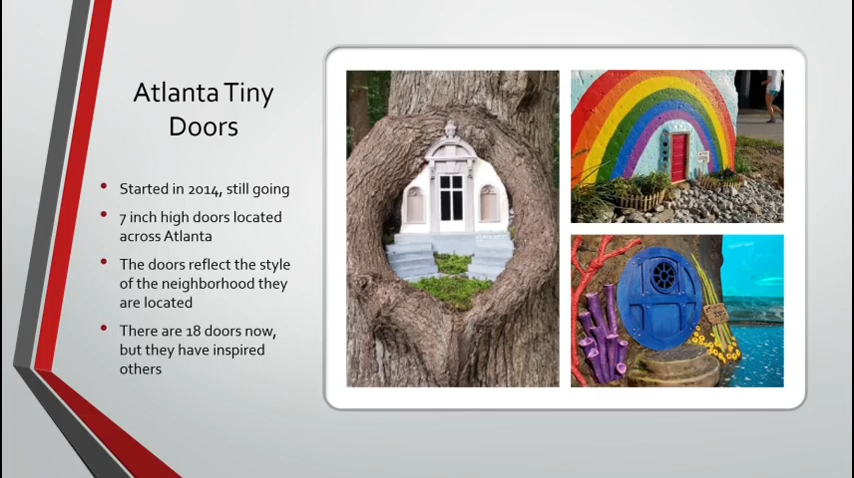 Atlanta Tiny
Doors
Started in 2014, still going
7 inch high doors located
across Atlanta
The doors reflect the style
of the neighborhood they
are located
There are 18 doors now,
but they have inspired
others